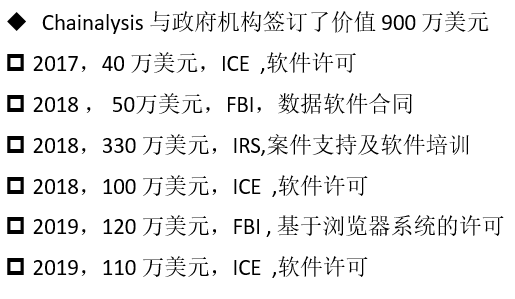 ◆ Chainalysis 与政府机构签订了价值 900 万美元
2017，40 万美元，ICE ,软件许可
2018 ， 50万美元，FBI，数据软件合同
2018，330 万美元，IRS,案件支持及软件培训
2018，100 万美元，ICE ,软件许可
2019，120 万美元，FBI , 基于浏览器系统的许可
2019，110 万美元，ICE ,软件许可